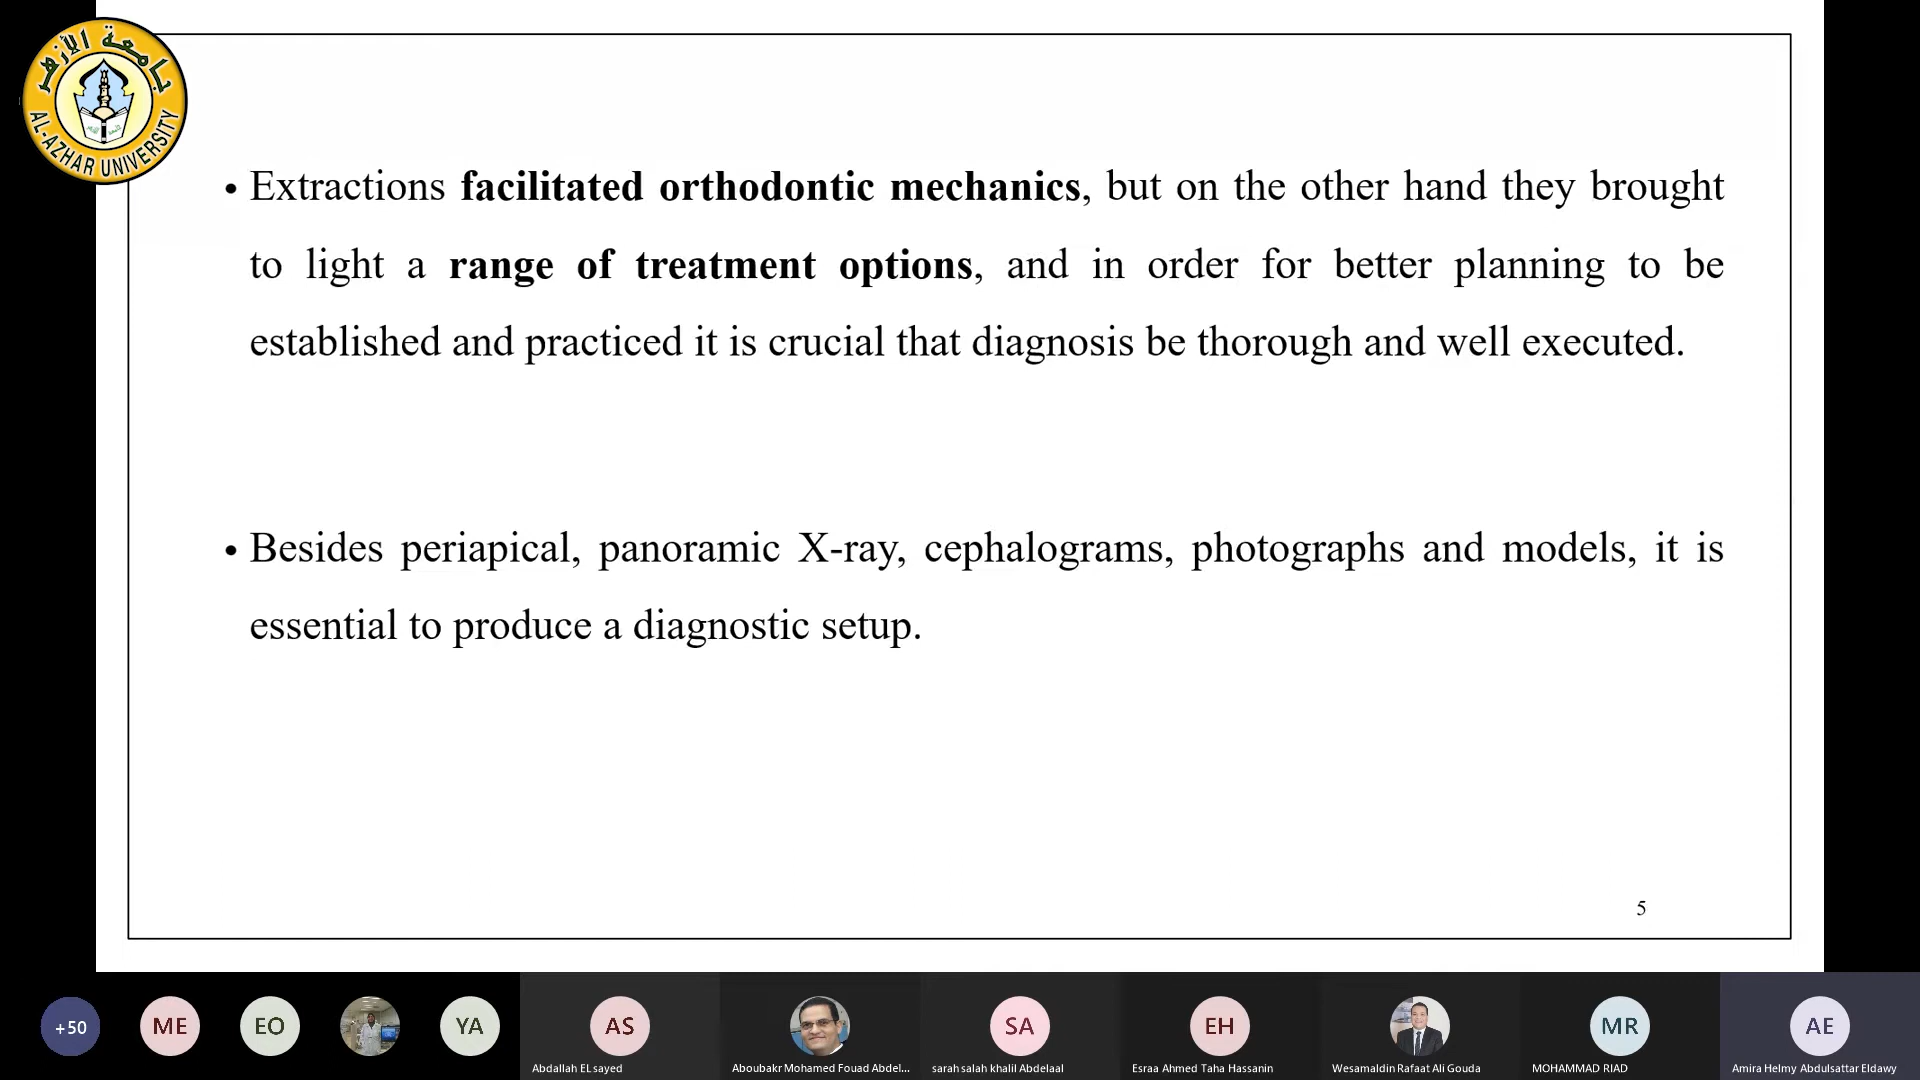 جامعة الأزهر
AL-AZHAR UNIVERSITY
• Extractions facilitated orthodontic mechanics, but on the other hand they brought
to light a range of treatment options, and in order for better planning to be
established and practiced it is crucial that diagnosis be thorough and well executed.
• Besides periapical, panoramic X-ray, cephalograms, photographs and models, it is
essential to produce a diagnostic setup.
5
+50
ME
EO
YA
AS
SA
EH
MR
AE
Abdallah EL sayed
Aboubakr Mohamed Fouad Abdel...
sarah salah khalil Abdelaal
Esraa Ahmed Taha Hassanin
Wesamaldin Rafaat Ali Gouda
MOHAMMAD RIAD
Amira Helmy Abdulsattar Eldawy